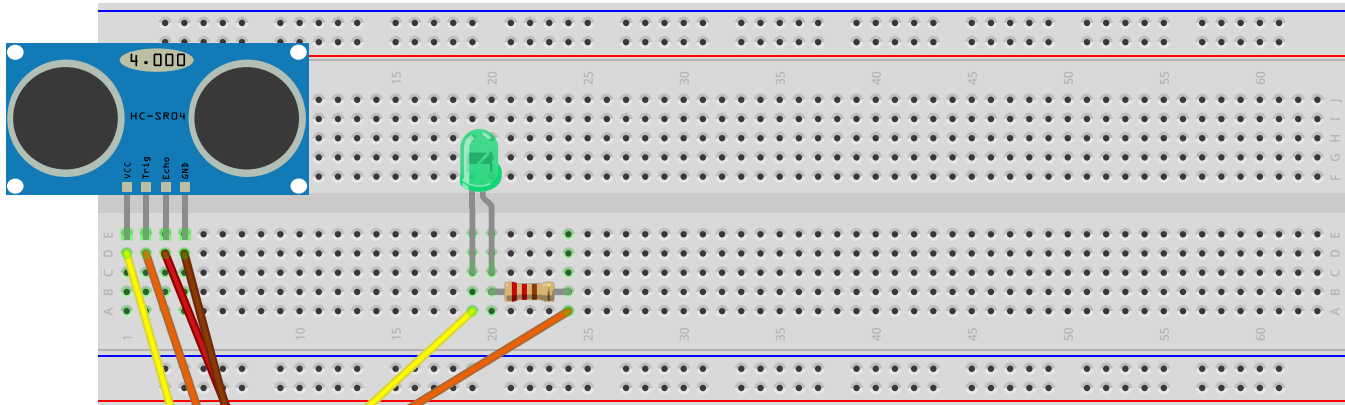 4.000
HC-SR04
VCC Trig Echo GND
15 20 25 30 35 40 45 50 55 60
J
I
H
G
F
E E
D D
C C
B B
A A
1 10 15 20 25 30 35 40 45 50 55 60